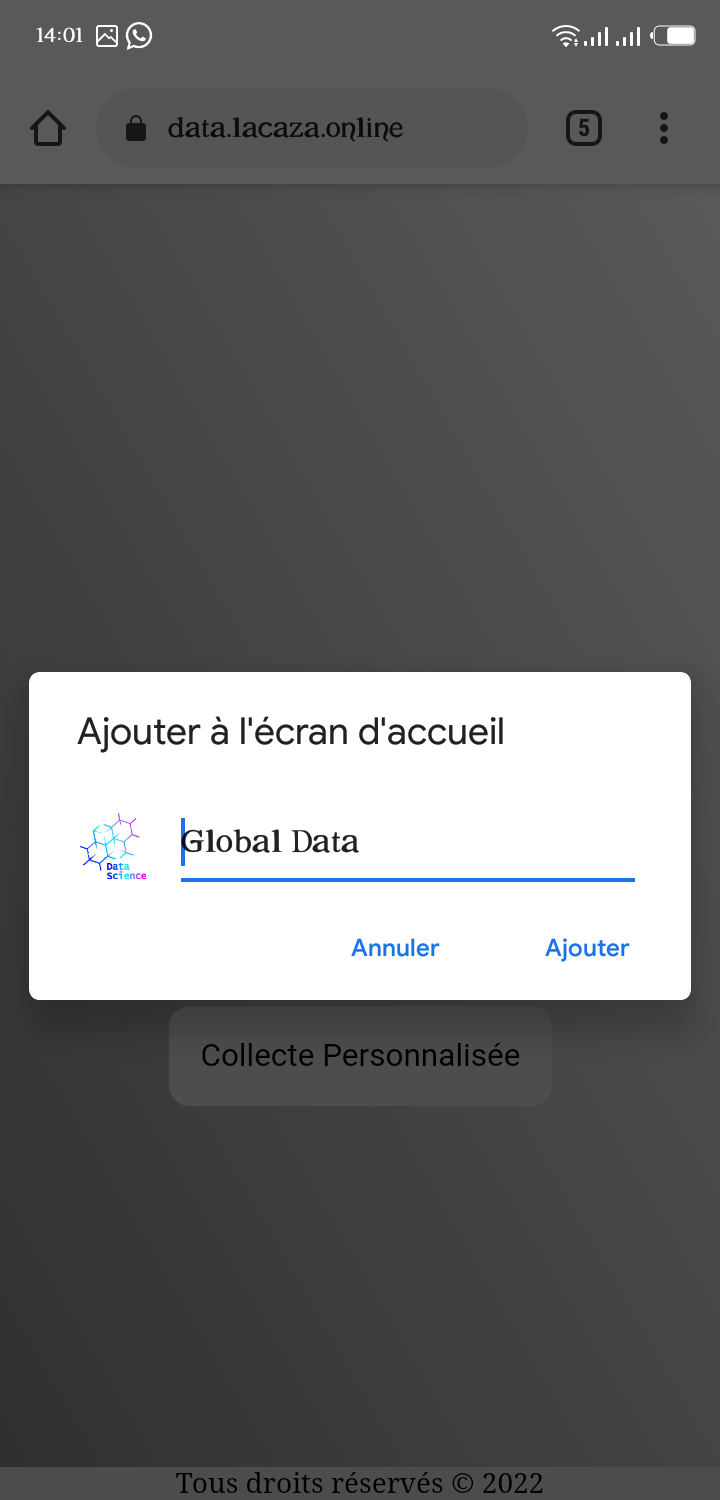 14:01
data.lacaza.online
5
Ajouter à l'écran d'accueil
Data
Science
Global Data
Annuler
Ajouter
Collecte Personnalisée
Tous droits réservés © 2022